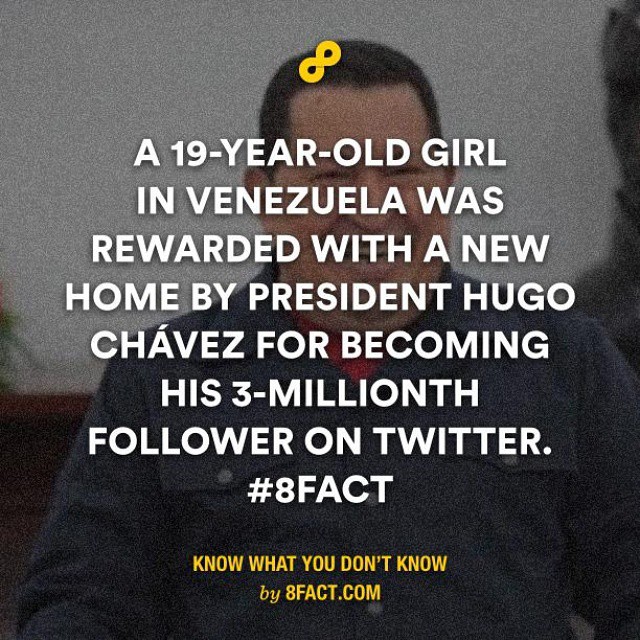 A 19-YEAR-OLD GIRL
IN VENEZUELA WAS
REWARDED WITH A NEW
HOME BY PRESIDENT HUGO
CHÁVEZ FOR BECOMING
HIS 3-MILLIONTH
FOLLOWER ON TWITTER.
#8FACT
KNOW WHAT YOU DON'T KNOW
by 8FACT.COM